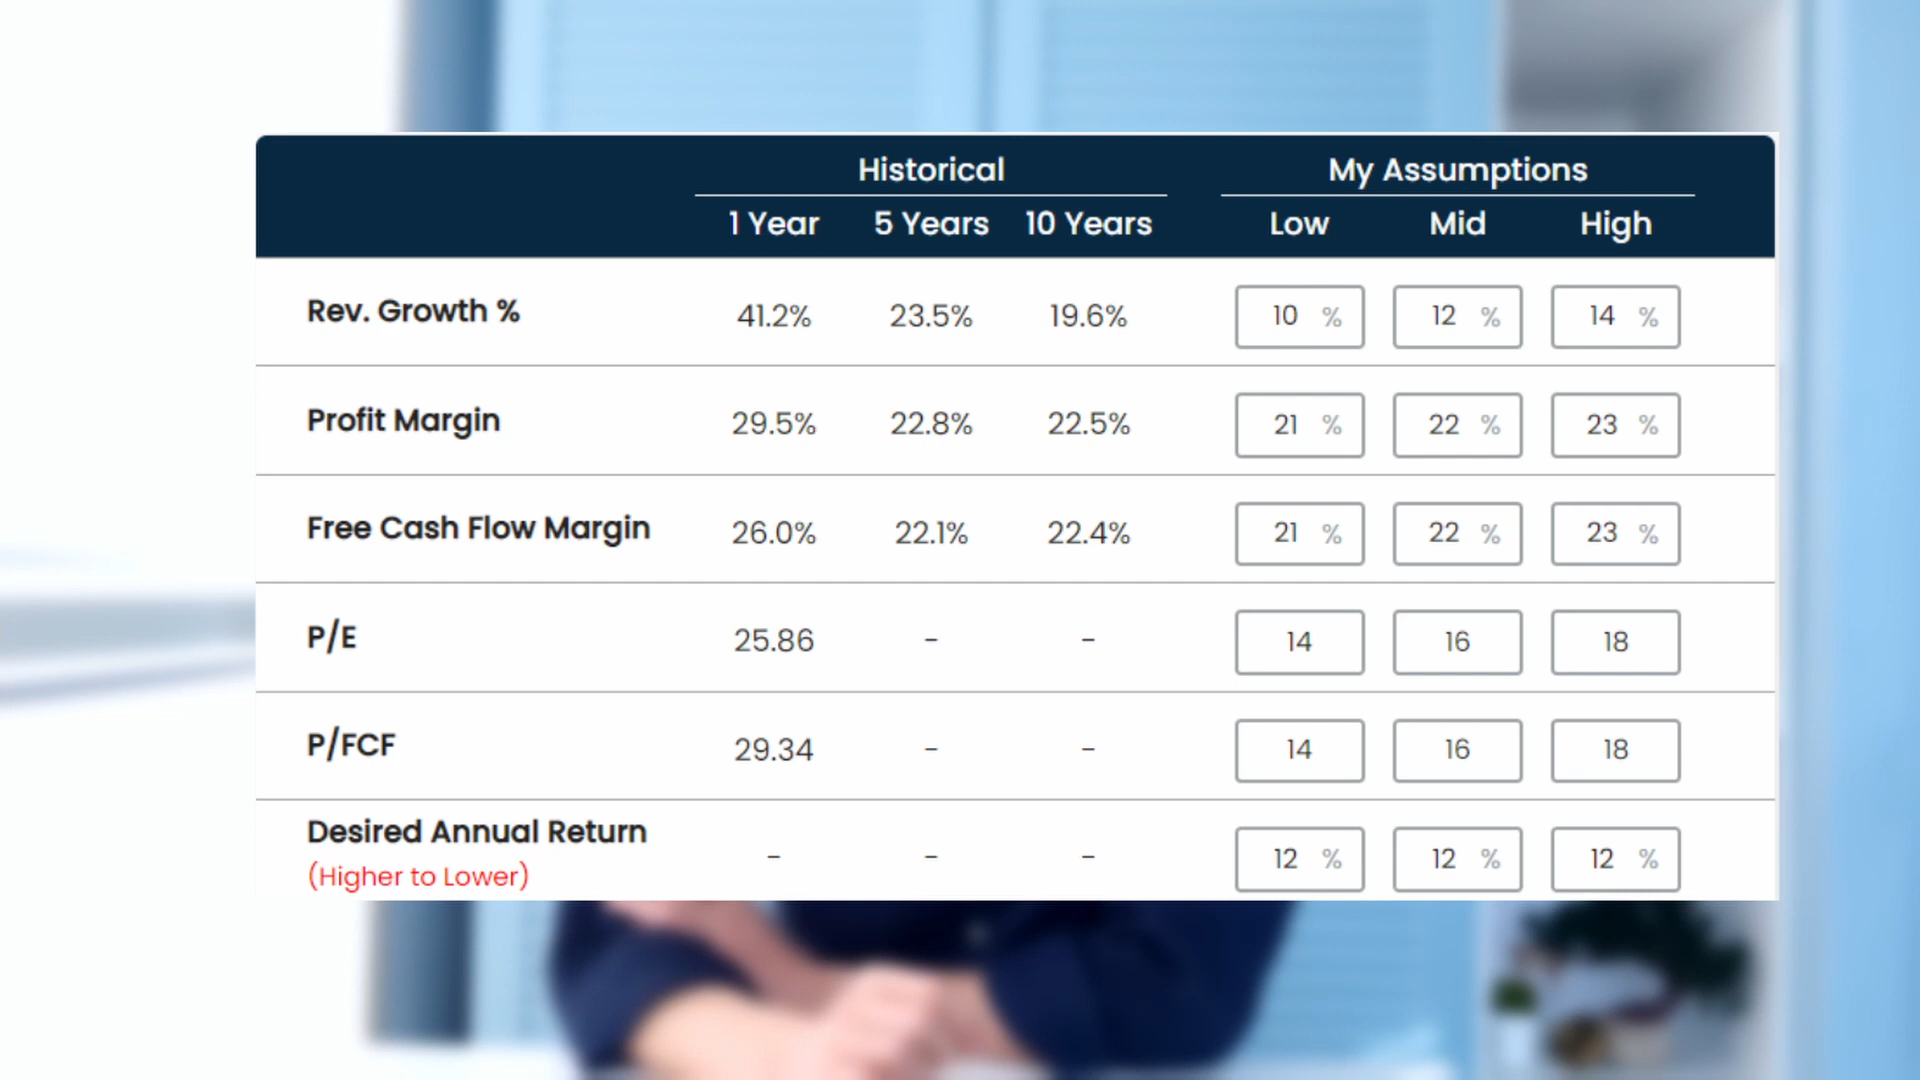 Historical My Assumptions
1 Year 5 Years 10 Years Low Mid High
Rev. Growth % 41.2% 23.5% 19.6% 10 % 12 % 14 %
Profit Margin 29.5% 22.8% 22.5% 21 % 22 % 23 %
Free Cash Flow Margin 26.0% 22.1% 22.4% 21 % 22 % 23 %
P/E 25.86 - - 14 16 18
P/FCF 29.34 - - 14 16 18
Desired Annual Return - - - 12 % 12 % 12 %
(Higher to Lower)